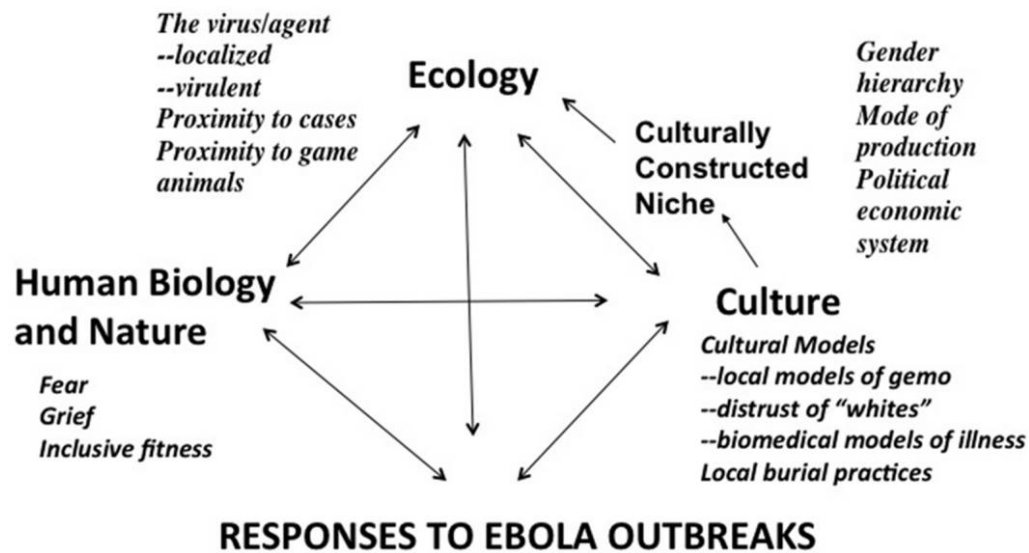 The virus/agent
--localized
--virulent
Proximity to cases
Proximity to game
animals
Ecology
Culturally
Constructed
Niche
Gender
hierarchy
Mode of
production
Political
economic
system
Human Biology
and Nature
Fear
Grief
Inclusive fitness
Culture
Cultural Models
--local models of gemo
--distrust of “whites”
--biomedical models of illness
Local burial practices
RESPONSES TO EBOLA OUTBREAKS